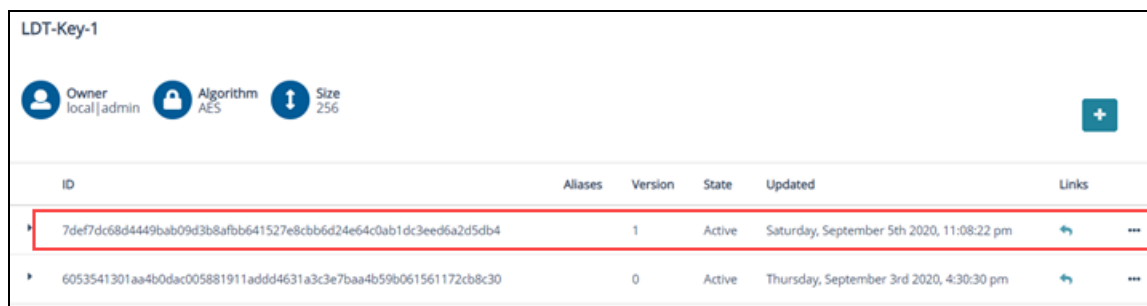 LDT-Key-1
Owner
local|admin
Algorithm
AES
Size
256
ID Aliases Version State Updated Links
7def7dc68d4449bab09d3b8afbb641527e8cbb6d24e64c0ab1dc3eed6a2d5db4 1 Active Saturday, September 5th 2020, 11:08:22 pm
6053541301aa4b0dac005881911addd4631a3c3e7baa4b59b061561172cb8c30 0 Active Thursday, September 3rd 2020, 4:30:30 pm